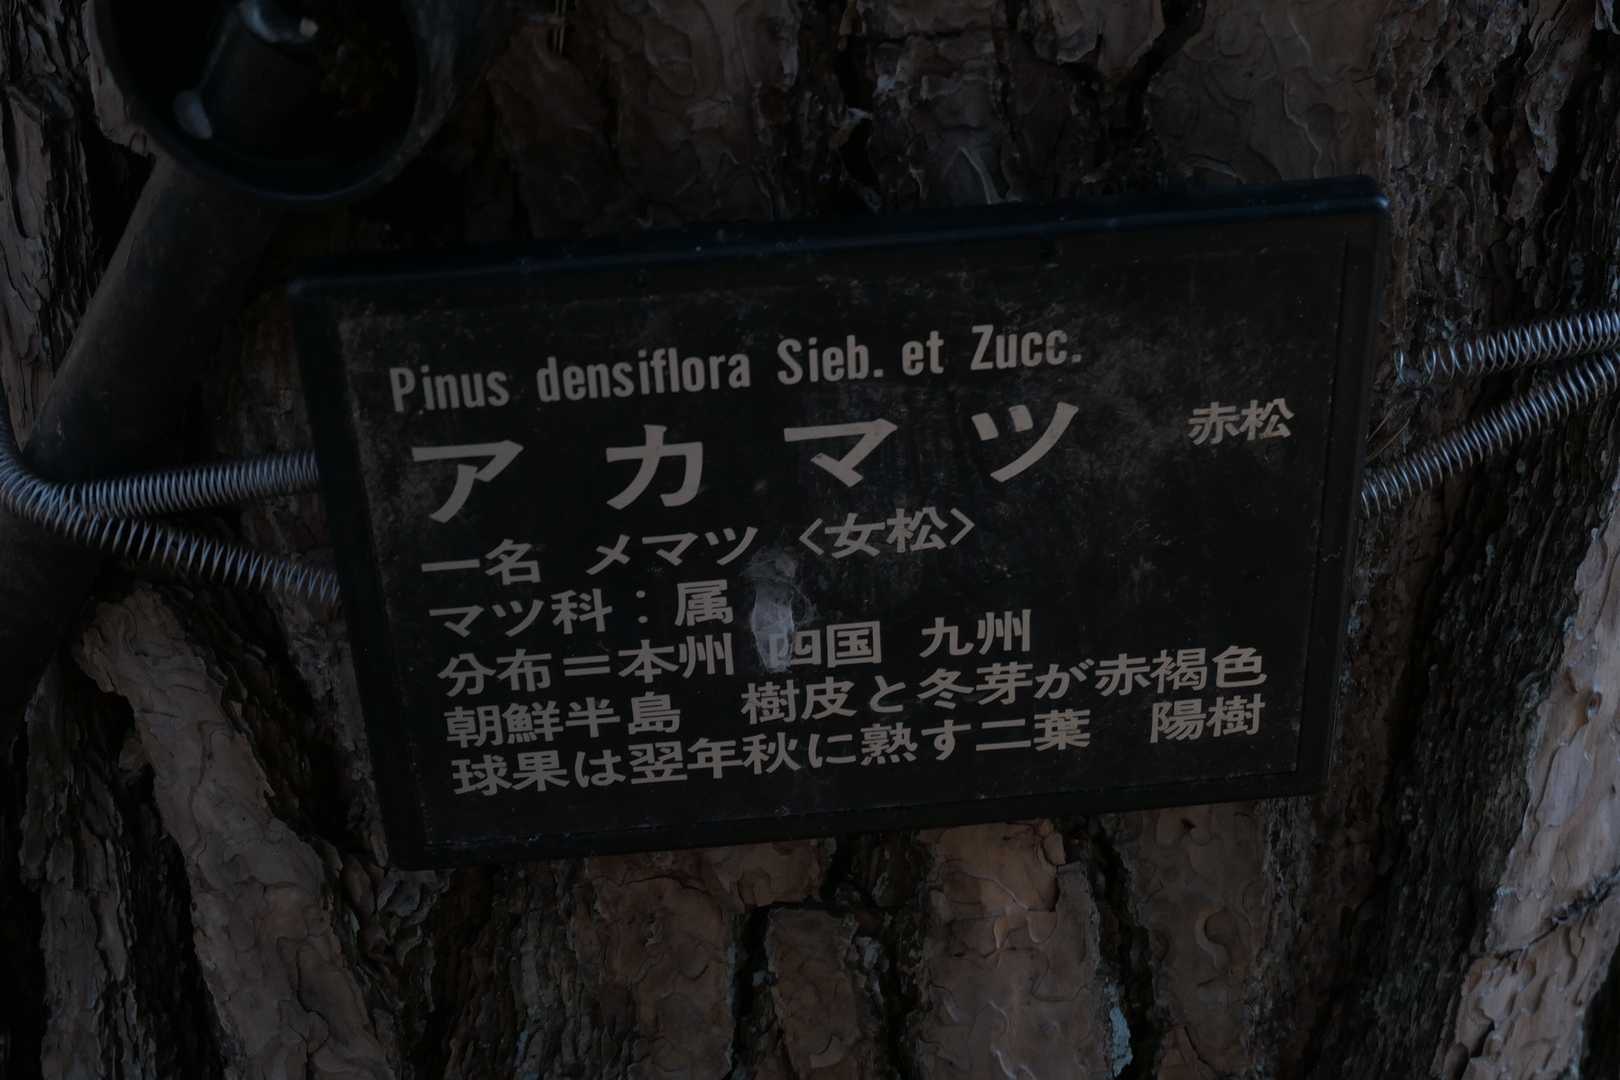 Pinus densiflora Sieb. et Zucc.
アカマツ 赤松
一名 メマツ〈女松〉
マツ科：属
分布＝本州 四国 九州
朝鮮半島 樹皮と冬芽が赤褐色
球果は翌年秋に熟す二葉 陽樹